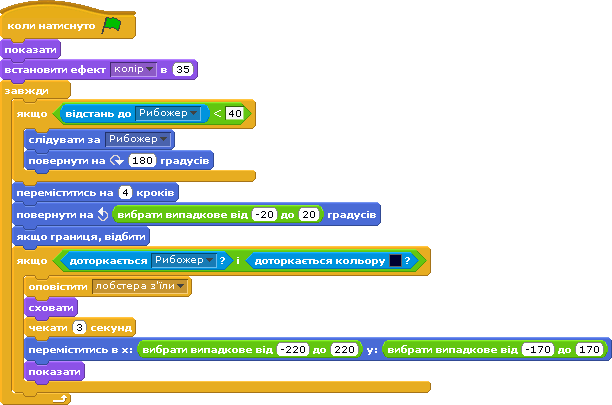 коли натиснуто
показати
встановити ефект колір в 35
завжди
якщо відстань до Рибожер < 40
слідувати за Рибожер
повернути на 180 градусів
переміститись на 4 кроків
повернути на вибрати випадкове від -20 до 20 градусів
якщо границя, відбити
якщо доторкається Рибожер ? і доторкається кольору ?
оповістити лобстера з'їли
сховати
чекати 3 секунд
переміститись в x: вибрати випадкове від -220 до 220 y: вибрати випадкове від -170 до 170
показати